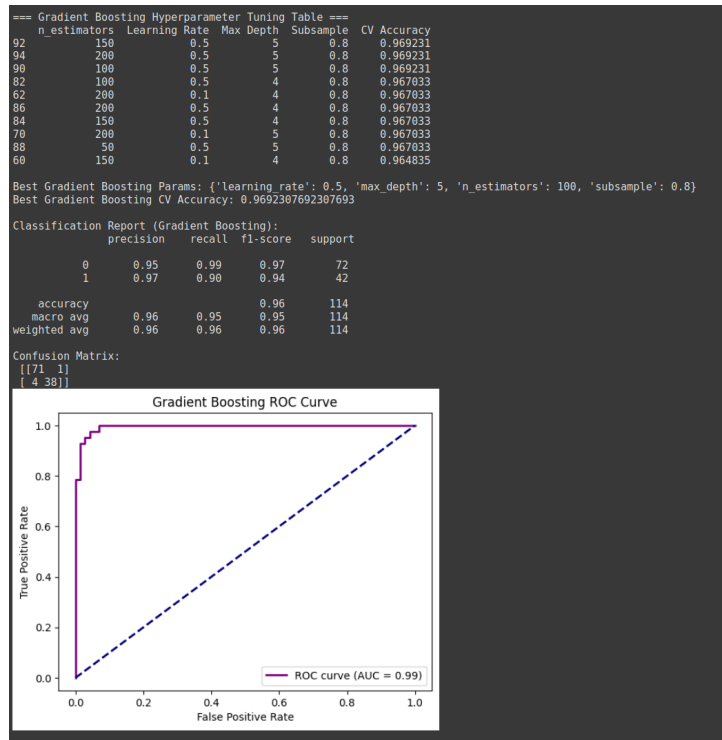 === Gradient Boosting Hyperparameter Tuning Table ===
n_estimators Learning Rate Max Depth Subsample CV Accuracy
92 150 0.5 5 0.8 0.969231
94 200 0.5 5 0.8 0.969231
90 100 0.5 5 0.8 0.969231
82 100 0.5 4 0.8 0.967033
62 200 0.1 4 0.8 0.967033
86 200 0.5 4 0.8 0.967033
84 150 0.5 4 0.8 0.967033
70 200 0.1 5 0.8 0.967033
88 50 0.5 5 0.8 0.967033
60 150 0.1 4 0.8 0.964835
Best Gradient Boosting Params: {'learning_rate': 0.5, 'max_depth': 5, 'n_estimators': 100, 'subsample': 0.8}
Best Gradient Boosting CV Accuracy: 0.9692307692307693
Classification Report (Gradient Boosting):
precision recall f1-score support
0 0.95 0.99 0.97 72
1 0.97 0.90 0.94 42
accuracy 0.96 114
macro avg 0.96 0.95 0.95 114
weighted avg 0.96 0.96 0.96 114
Confusion Matrix:
[[71 1]
[ 4 38]]
Gradient Boosting ROC Curve
True Positive Rate
1.0
0.8
0.6
0.4
0.2
0.0
ROC curve (AUC = 0.99)
0.0 0.2 0.4 0.6 0.8 1.0
False Positive Rate